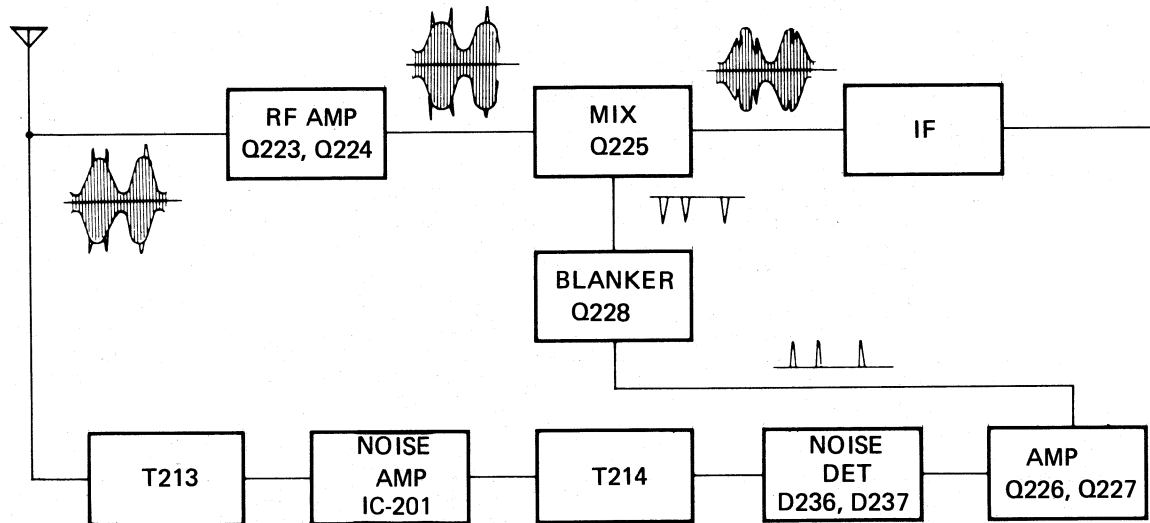 RF AMP
Q223, Q224
MIX
Q225
IF
BLANKER
Q228
T213
NOISE
AMP
IC-201
T214
NOISE
DET
D236, D237
AMP
Q226, Q227